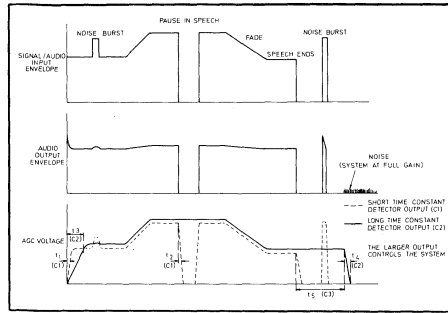 PAUSE IN SPEECH
NOISE BURST
FADE
NOISE BURST
SPEECH ENDS
SIGNAL/AUDIO
INPUT
ENVELOPE
AUDIO
OUTPUT
ENVELOPE
NOISE
(SYSTEM AT FULL GAIN)
SHORT TIME CONSTANT
DETECTOR OUTPUT (C1)
LONG TIME CONSTANT
DETECTOR OUTPUT (C2)
AGC VOLTAGE
t3
(C2)
t1
(C1)
t2
(C1)
THE LARGER OUTPUT
CONTROLS THE SYSTEM
t4
(C2)
t5 (C3)